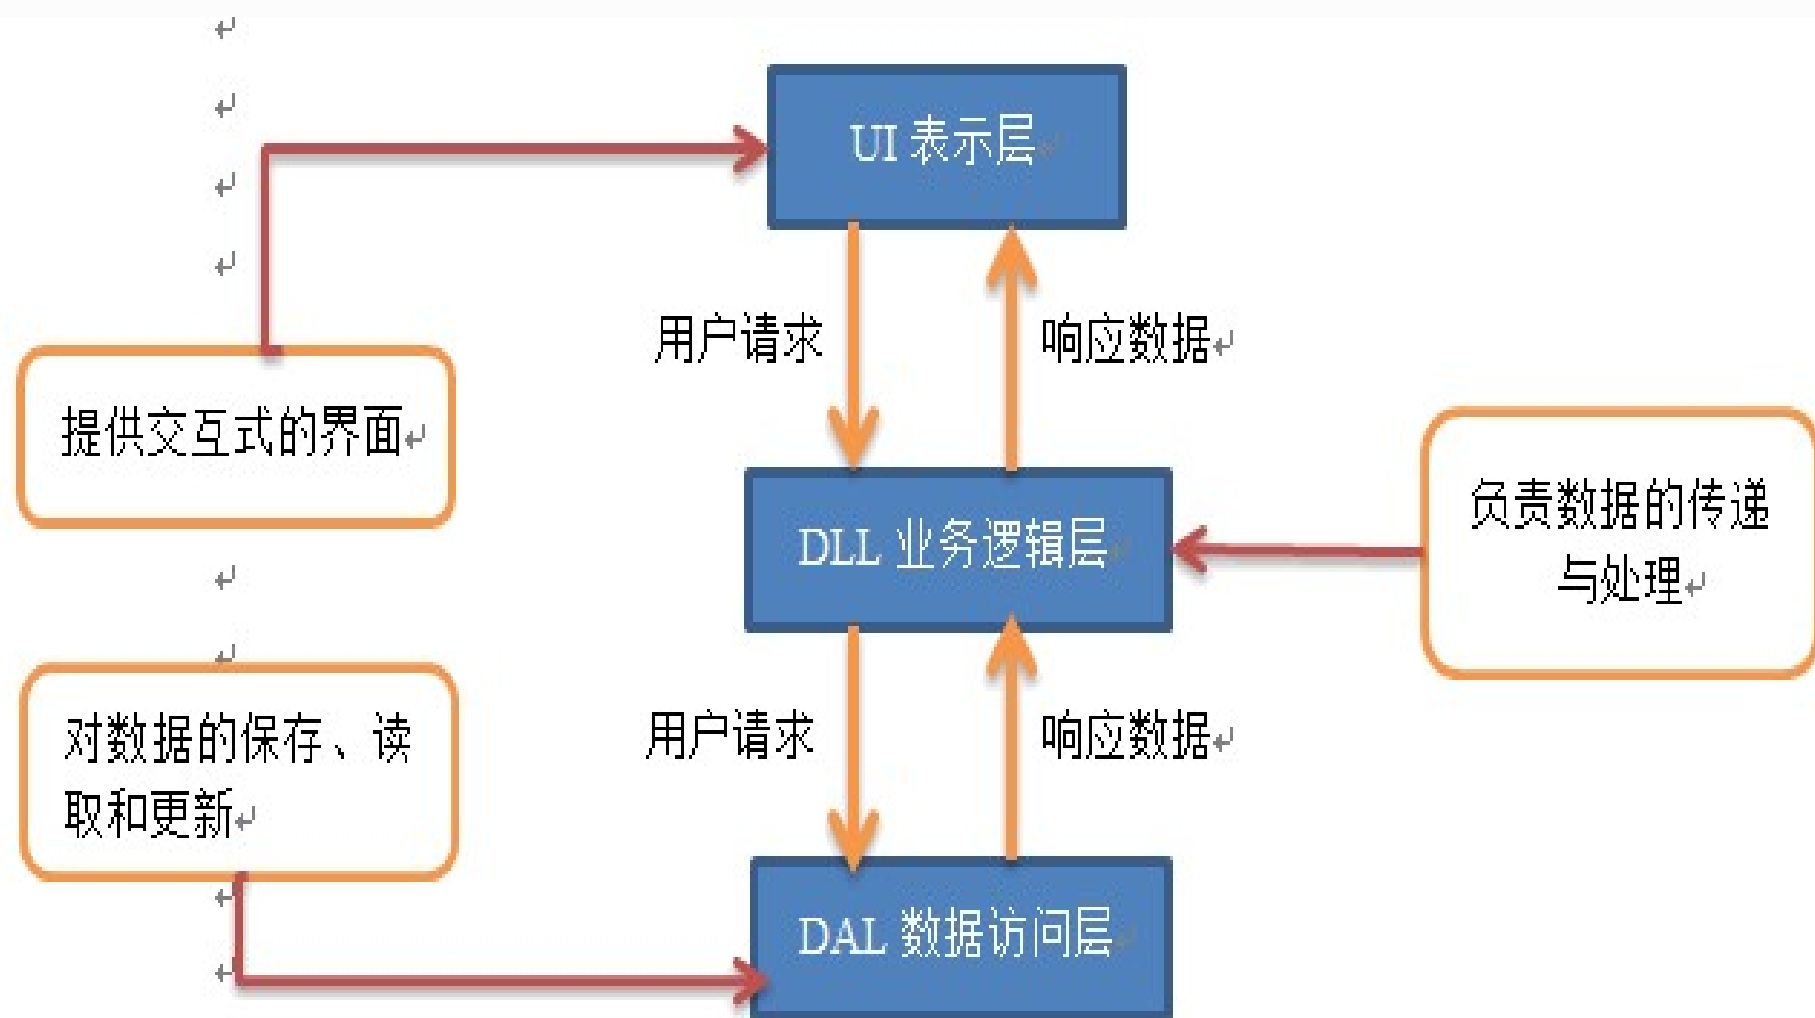 UI 表示层
用户请求
响应数据
提供交互式的界面
DLL 业务逻辑层
负责数据的传递
与处理
对数据的保存、读
取和更新
用户请求
响应数据
DAL 数据访问层